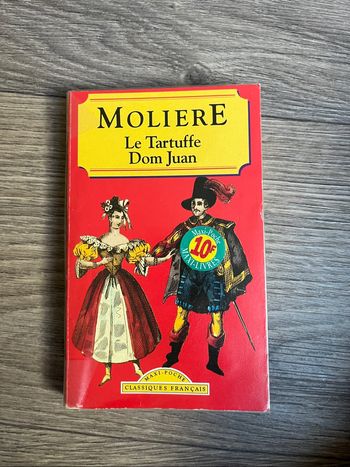 MOLIERE
Le Tartuffe
Dom Juan
Maxi-Poche
10F
MAXI-LIVRES
MAXI-POCHE
CLASSIQUES FRANÇAIS